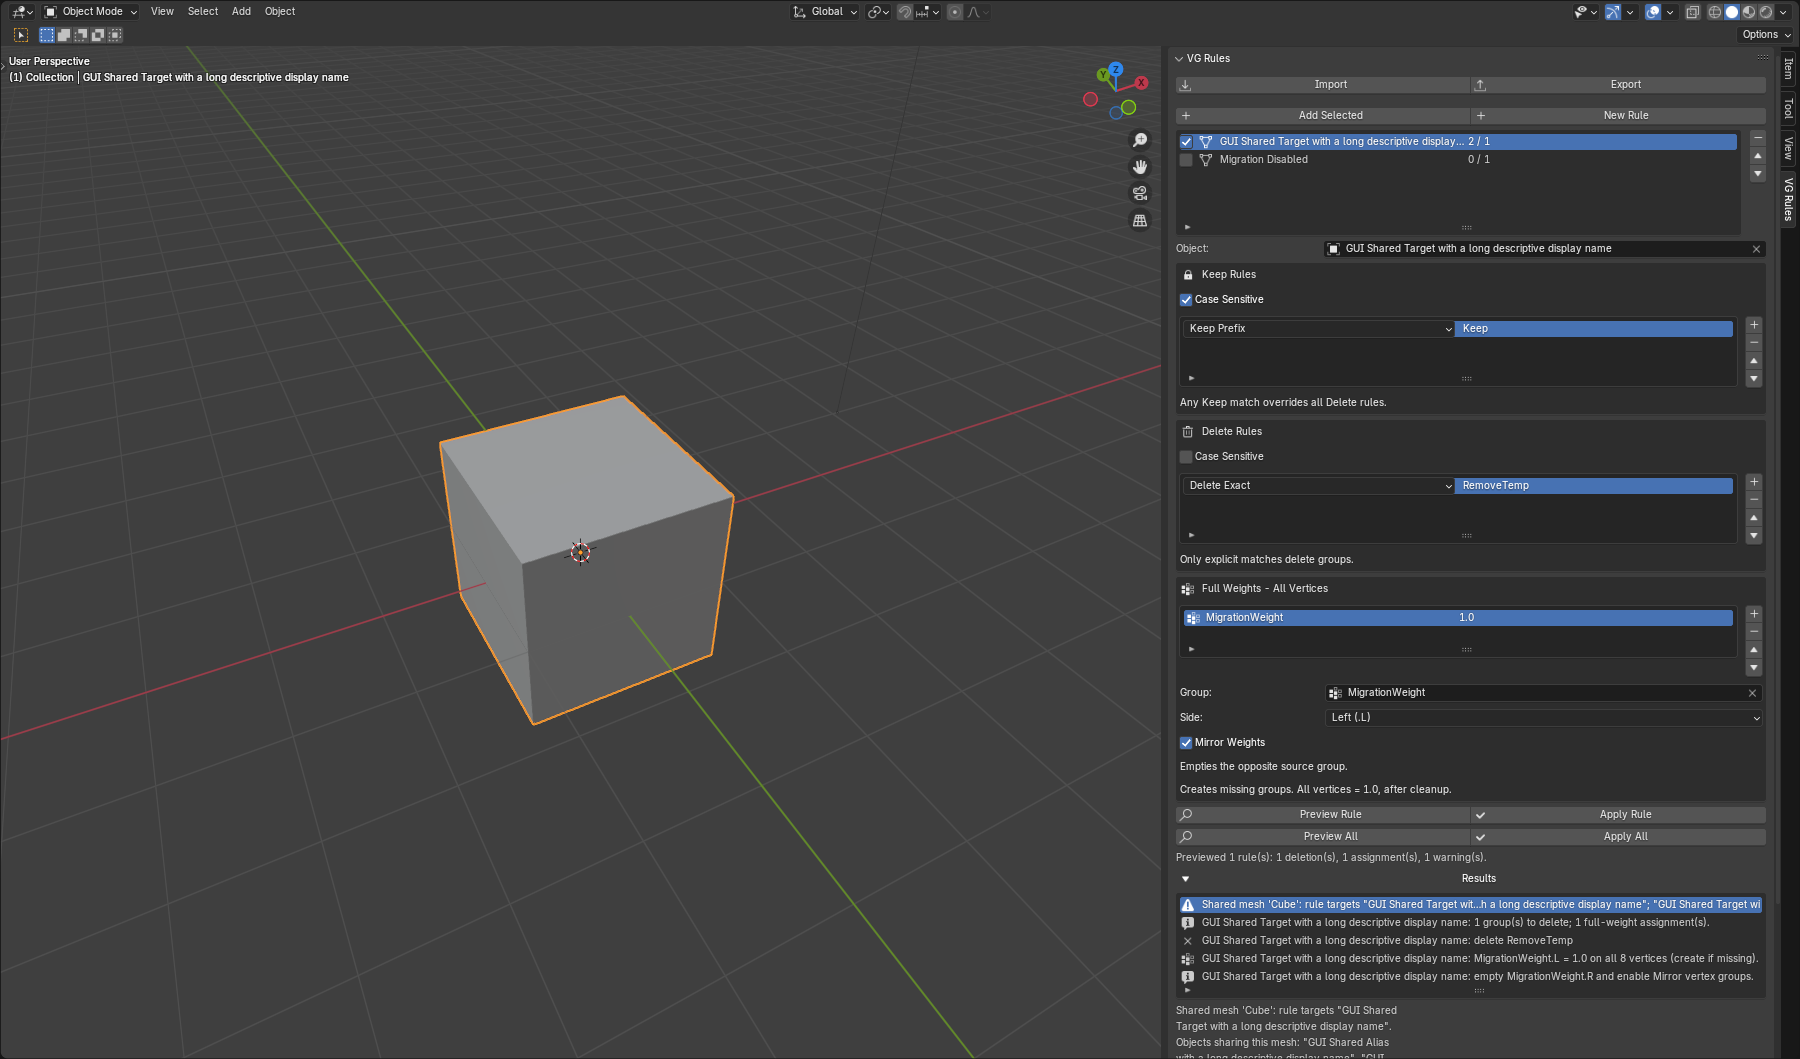 Object Mode View Select Add Object Global
Options
User Perspective
(1) Collection | GUI Shared Target with a long descriptive display name
X
Y
Z
Item
Tool
View
VG Rules
VG Rules
Import Export
Add Selected New Rule
GUI Shared Target with a long descriptive display... 2 / 1
Migration Disabled 0 / 1
Object: GUI Shared Target with a long descriptive display name
Keep Rules
Case Sensitive
Keep Prefix Keep
Any Keep match overrides all Delete rules.
Delete Rules
Case Sensitive
Delete Exact RemoveTemp
Only explicit matches delete groups.
Full Weights - All Vertices
MigrationWeight 1.0
Group: MigrationWeight
Side: Left (.L)
Mirror Weights
Empties the opposite source group.
Creates missing groups. All vertices = 1.0, after cleanup.
Preview Rule Apply Rule
Preview All Apply All
Previewed 1 rule(s): 1 deletion(s), 1 assignment(s), 1 warning(s).
Results
Shared mesh 'Cube': rule targets "GUI Shared Target wit...h a long descriptive display name"; "GUI Shared Target wi
GUI Shared Target with a long descriptive display name: 1 group(s) to delete; 1 full-weight assignment(s).
GUI Shared Target with a long descriptive display name: delete RemoveTemp
GUI Shared Target with a long descriptive display name: MigrationWeight.L = 1.0 on all 8 vertices (create if missing).
GUI Shared Target with a long descriptive display name: empty MigrationWeight.R and enable Mirror vertex groups.
Shared mesh 'Cube': rule targets "GUI Shared
Target with a long descriptive display name".
Objects sharing this mesh: "GUI Shared Alias
with a long descriptive display name", "GUI